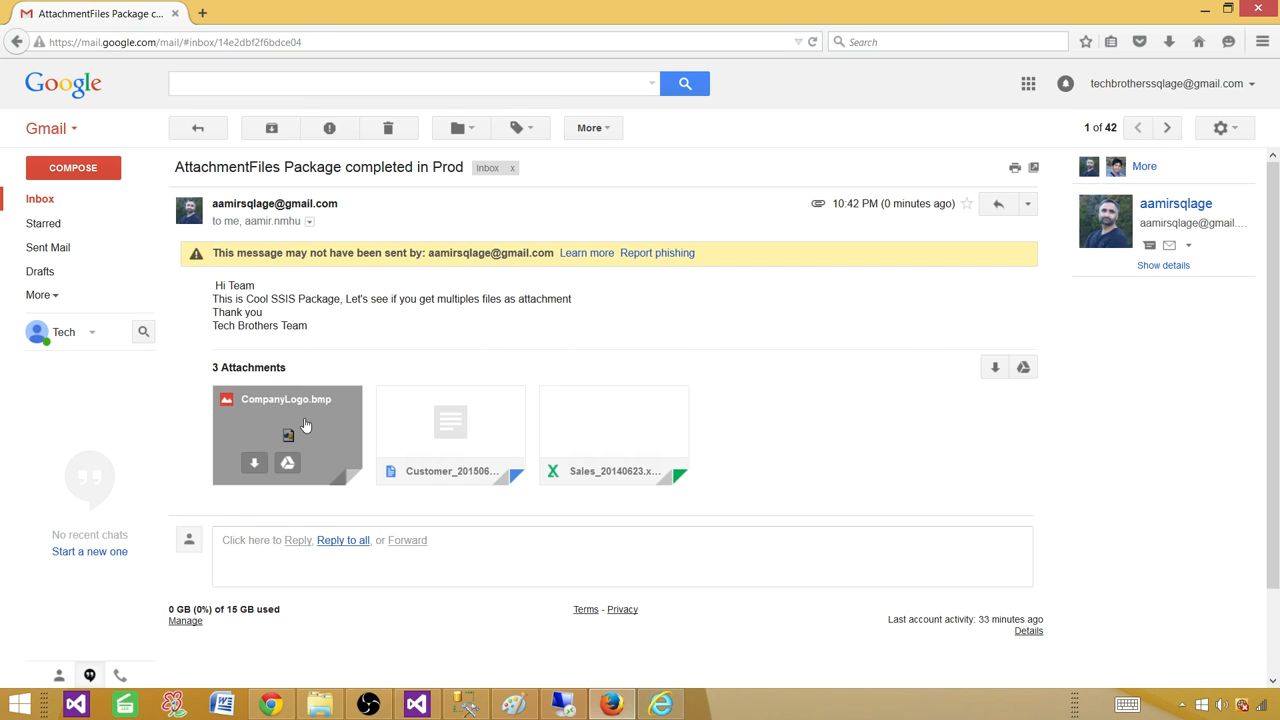 AttachmentFiles Package c...
https://mail.google.com/mail/#inbox/14e2dbf2f6bdce04
Search
Google
techbrotherssqlage@gmail.com
Gmail
More
1 of 42
COMPOSE
AttachmentFiles Package completed in Prod
Inbox x
More
Inbox
Starred
Sent Mail
Drafts
More
aamirsqlage@gmail.com
10:42 PM (0 minutes ago)
to me, aamir.nmhu
aamirsqlage
aamirsqlage@gmail....
Show details
This message may not have been sent by: aamirsqlage@gmail.com Learn more Report phishing
Hi Team
This is Cool SSIS Package, Let's see if you get multiples files as attachment
Thank you
Tech Brothers Team
Tech
3 Attachments
CompanyLogo.bmp
Customer_201506...
Sales_20140623.x...
No recent chats
Start a new one
Click here to Reply, Reply to all, or Forward
0 GB (0%) of 15 GB used
Manage
Terms - Privacy
Last account activity: 33 minutes ago
Details